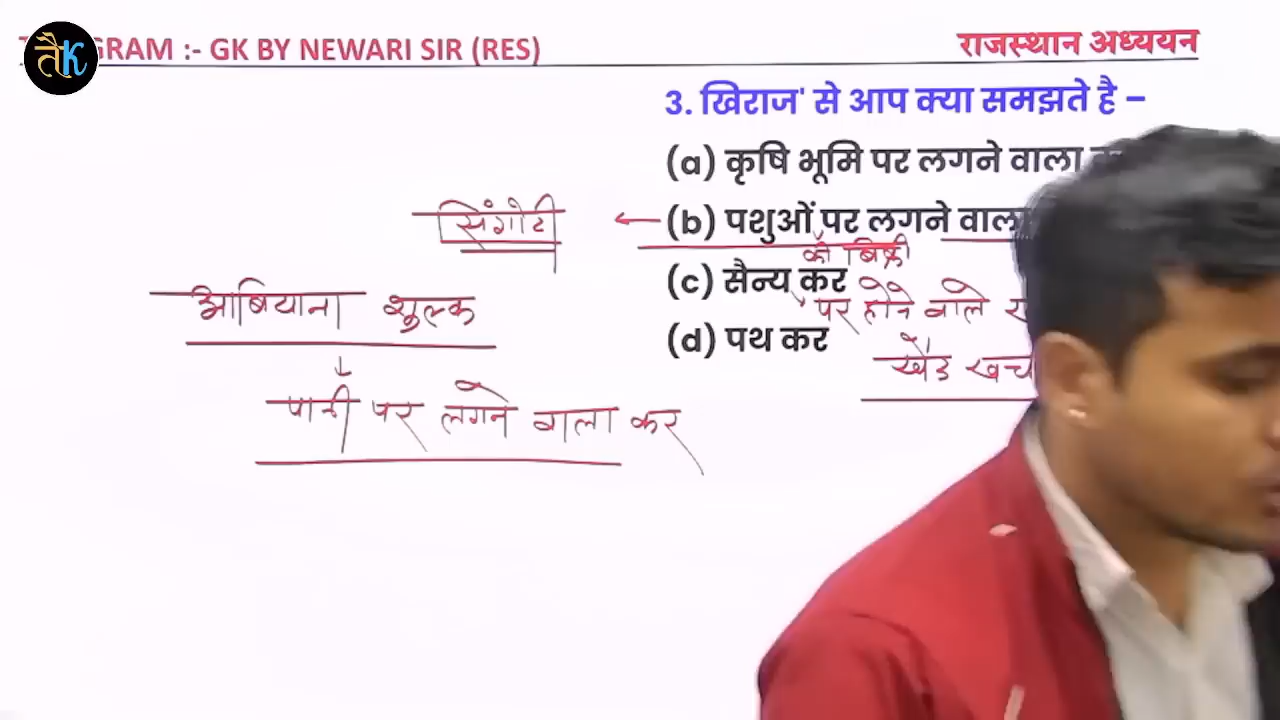 तैK
GRAM :- GK BY NEWARI SIR (RES)
राजस्थान अध्ययन
3. खिराज' से आप क्या समझते है –
(a) कृषि भूमि पर लगने वाला
सिंगोटी
(b) पशुओं पर लगने वाला
की बिक्री
(c) सैन्य कर
पर होने वाले
आबियाना शुल्क
(d) पथ कर
खेड खर्च
पानी पर लगने वाला कर